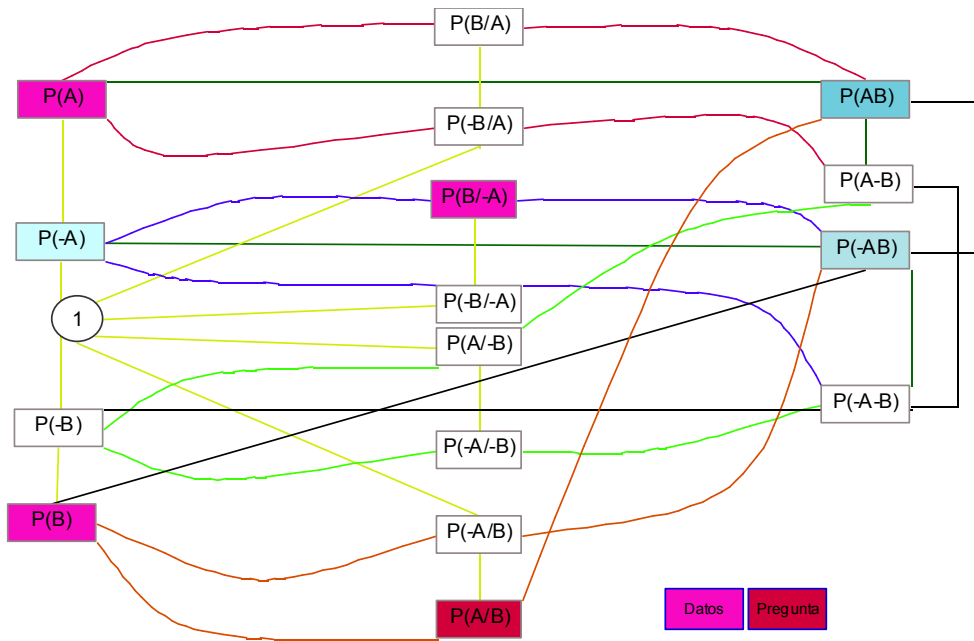 P(B/A)
P(A)
P(AB)
P(-B/A)
P(A-B)
P(B/-A)
P(-A)
P(-AB)
P(-B/-A)
1
P(A/-B)
P(-B)
P(-A-B)
P(-A/-B)
P(B)
P(-A/B)
P(A/B)
Datos
Pregunta